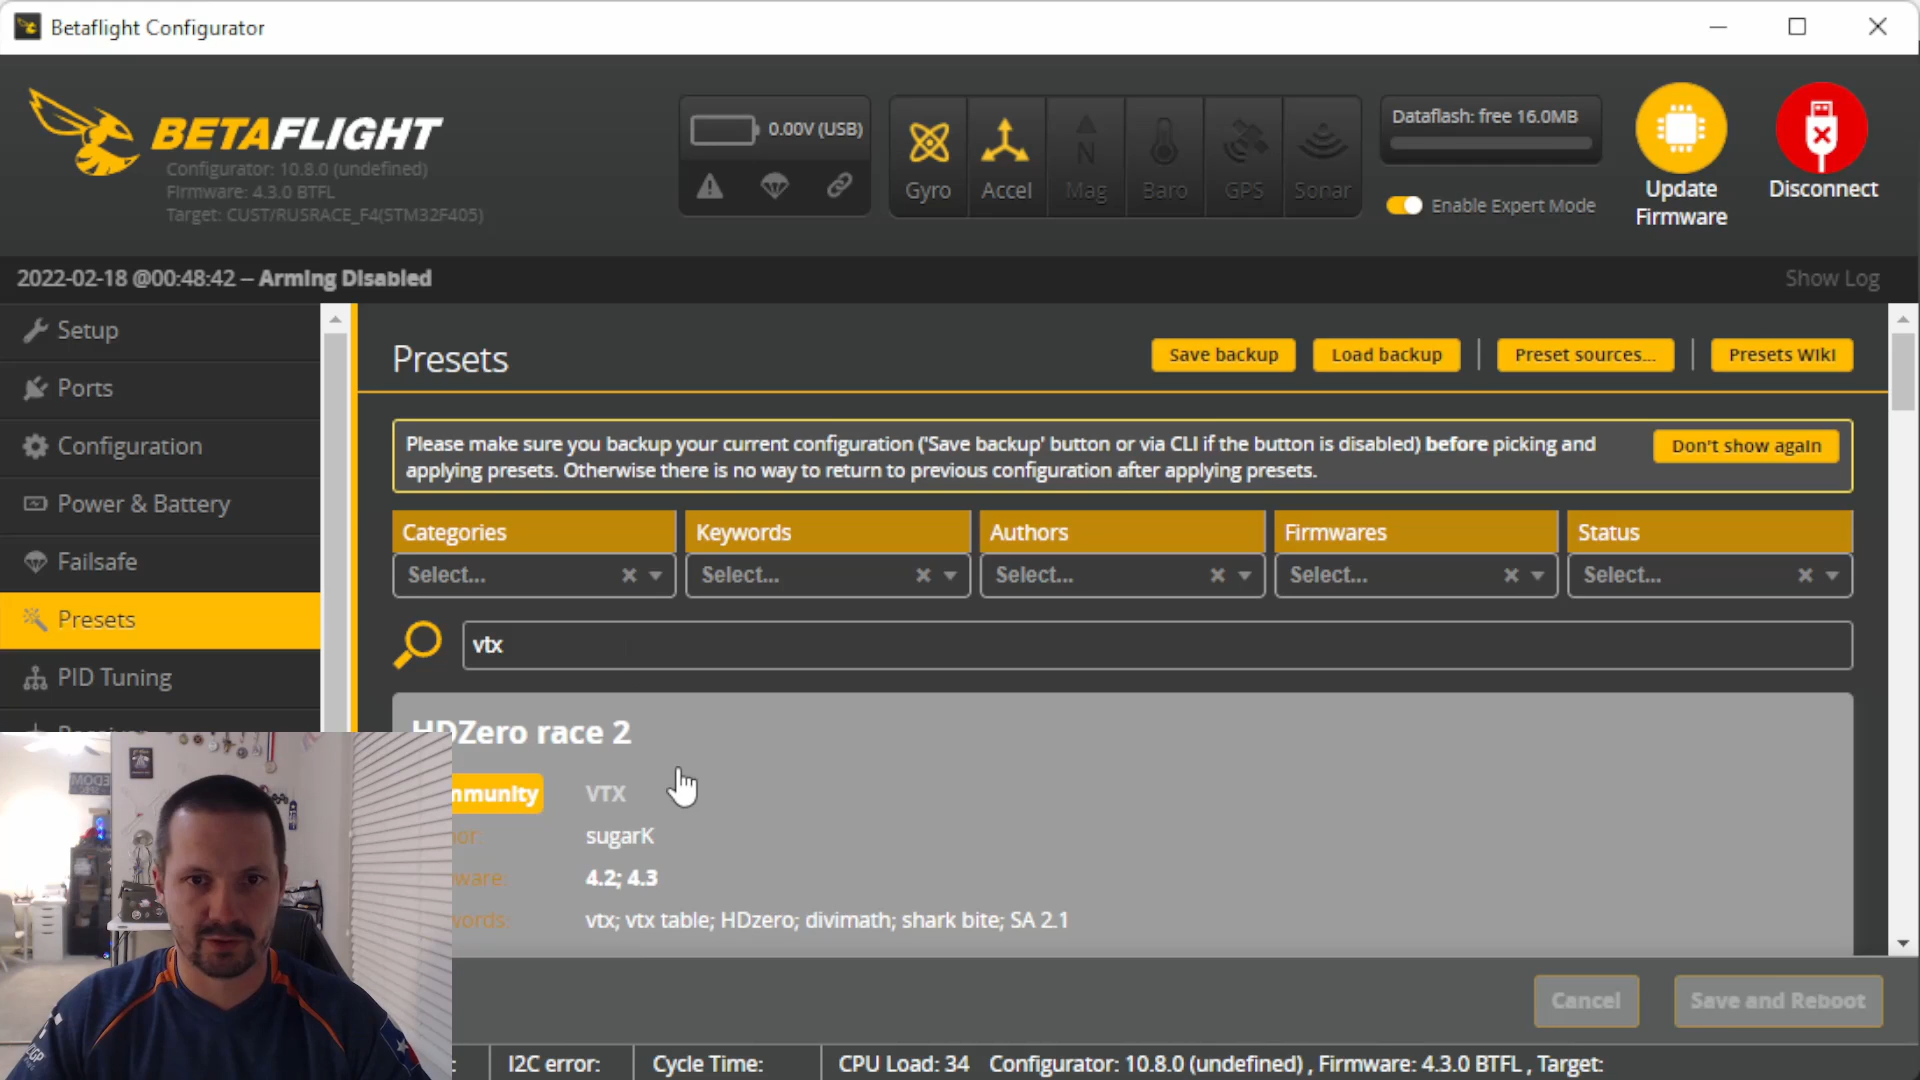 Betaflight Configurator
BETAFLIGHT
Configurator: 10.8.0 (undefined)
Firmware: 4.3.0 BTFL
Target: CUST/RUSRACE_F4(STM32F405)
0.00V (USB)
Gyro
Accel
Mag
Baro
GPS
Sonar
Dataflash: free 16.0MB
Enable Expert Mode
Update
Firmware
Disconnect
2022-02-18 @00:48:42 -- Arming Disabled
Show Log
Setup
Ports
Configuration
Power & Battery
Failsafe
Presets
PID Tuning
Presets
Save backup
Load backup
Preset sources...
Presets Wiki
Please make sure you backup your current configuration ('Save backup' button or via CLI if the button is disabled) before picking and
applying presets. Otherwise there is no way to return to previous configuration after applying presets.
Don't show again
Categories
Keywords
Authors
Firmwares
Status
Select...
Select...
Select...
Select...
Select...
vtx
HDZero race 2
mmunity
VTX
sugarK
ware:
4.2; 4.3
words:
vtx; vtx table; HDzero; divimath; shark bite; SA 2.1
Cancel
Save and Reboot
I2C error:
Cycle Time:
CPU Load: 34
Configurator: 10.8.0 (undefined) , Firmware: 4.3.0 BTFL , Target: